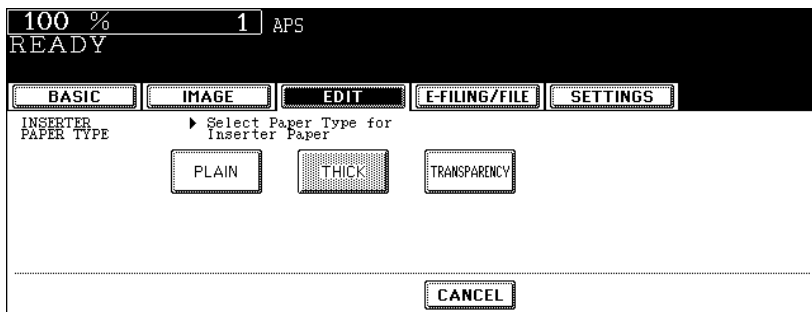 100 % 1 APS
READY
BASIC IMAGE EDIT E-FILING/FILE SETTINGS
INSERTER ▶ Select Paper Type for
PAPER TYPE Inserter Paper
PLAIN THICK TRANSPARENCY
CANCEL